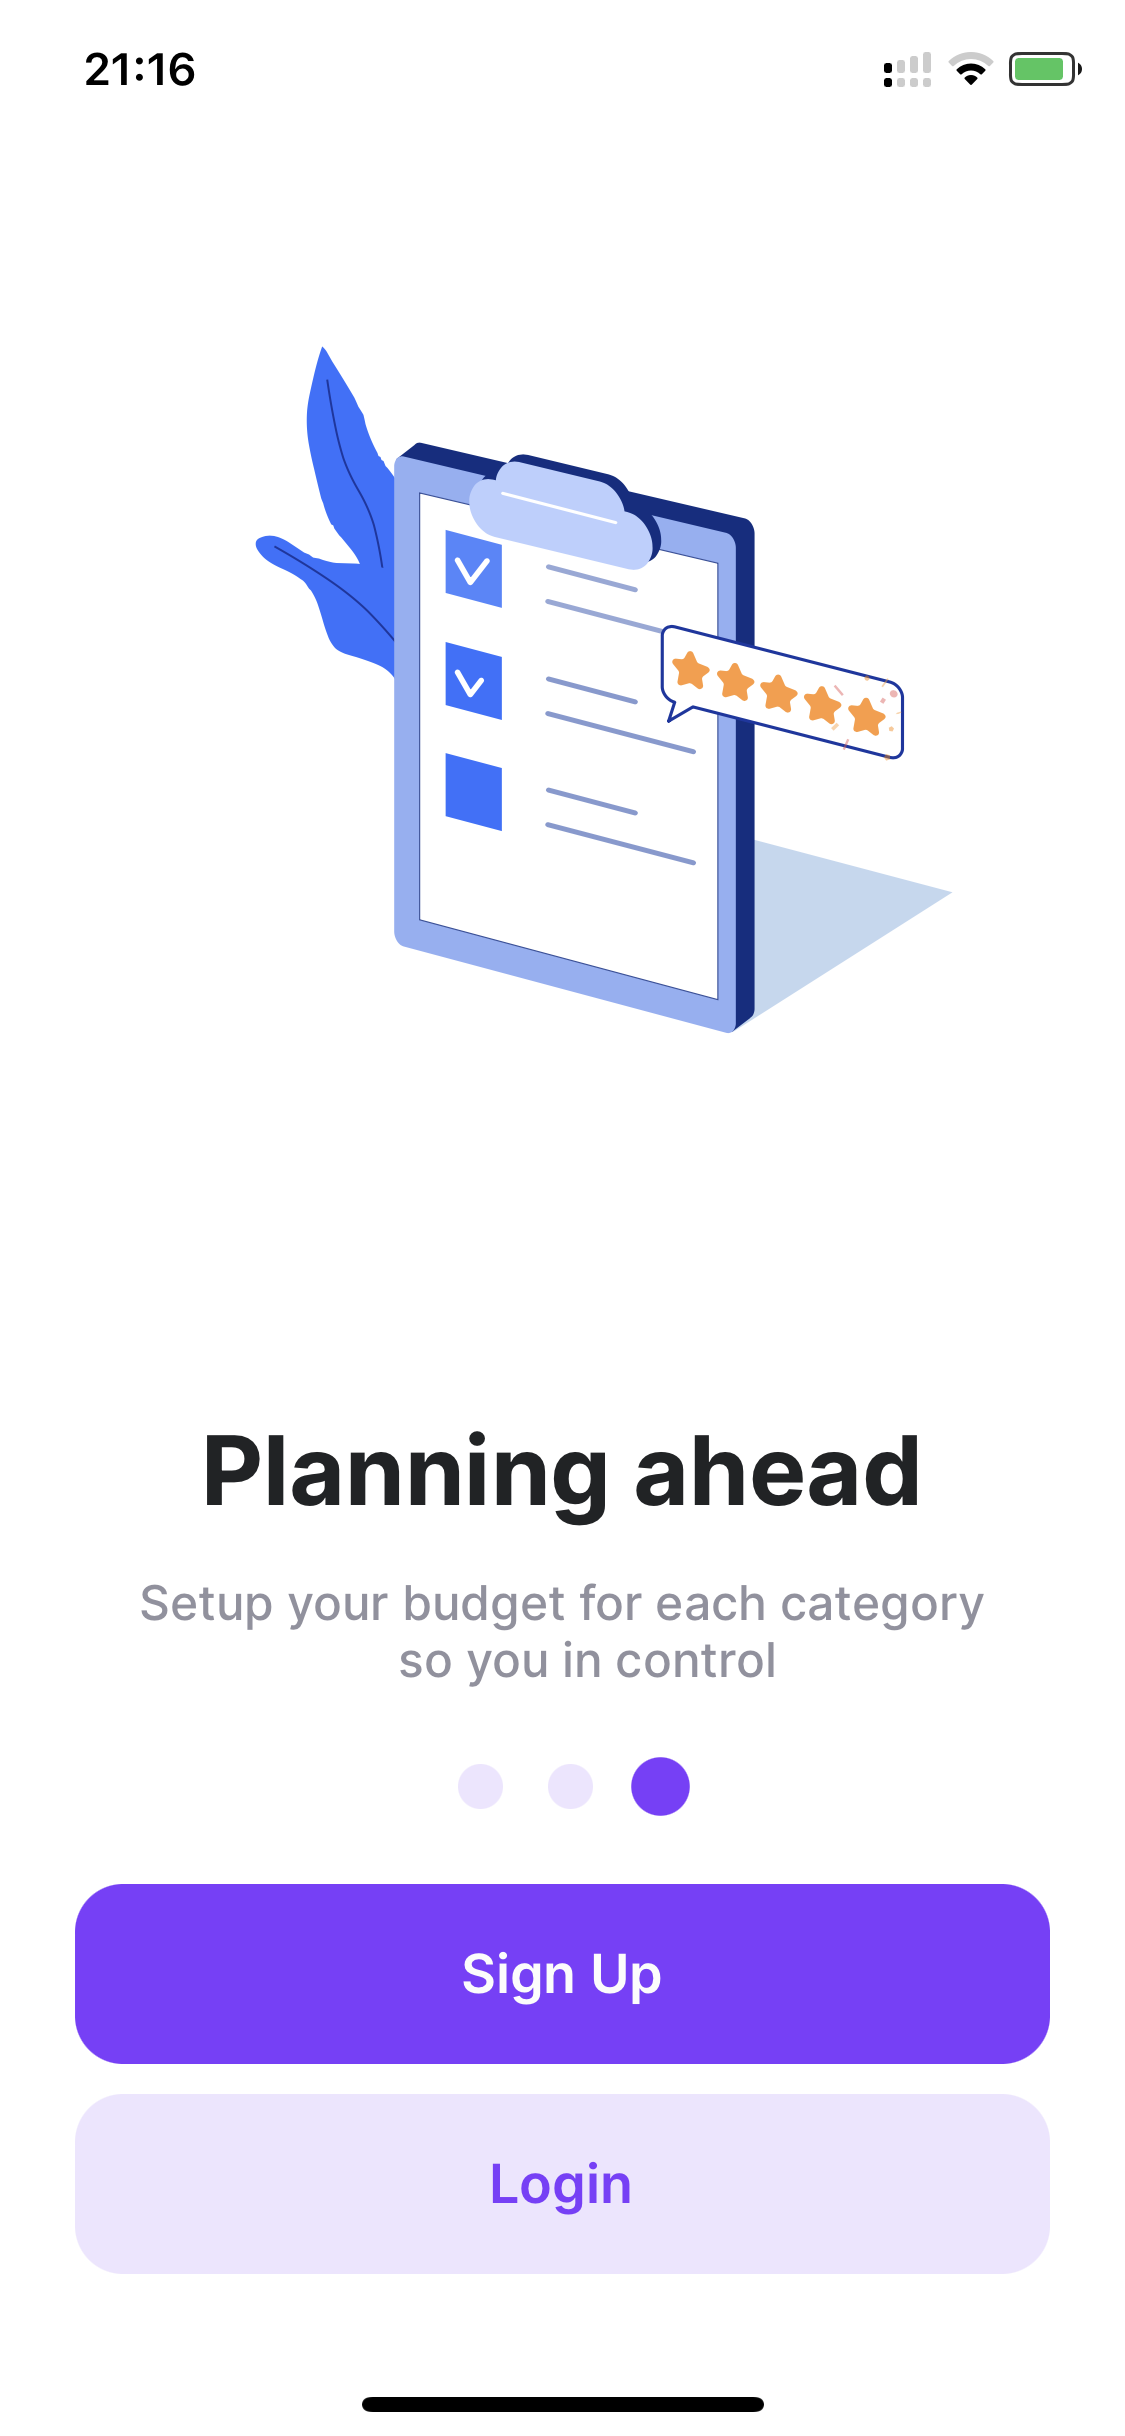 21:16
Planning ahead
Setup your budget for each category
so you in control
Sign Up
Login